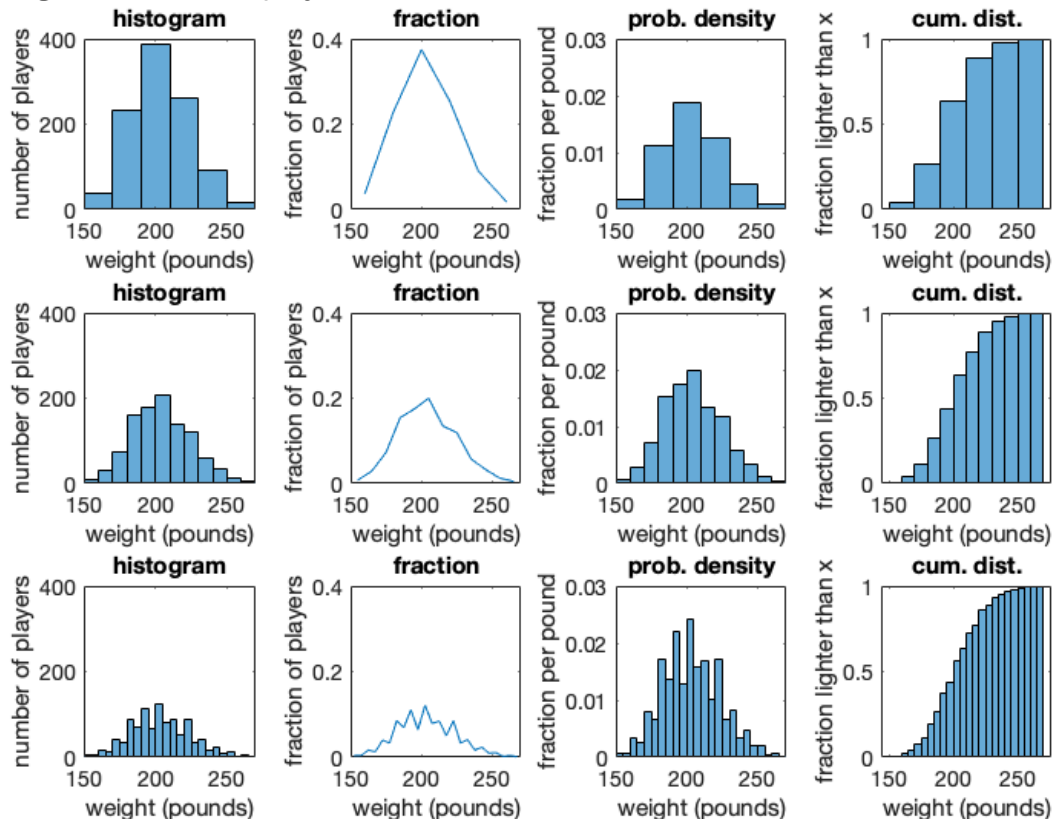 histogram fraction prob. density cum. dist.
number of players
400
200
0
150 200 250
weight (pounds)
fraction of players
0.4
0.2
0
150 200 250
weight (pounds)
fraction per pound
0.03
0.02
0.01
0
150 200 250
weight (pounds)
fraction lighter than x
1
0.5
0
150 200 250
weight (pounds)
histogram fraction prob. density cum. dist.
number of players
400
200
0
150 200 250
weight (pounds)
fraction of players
0.4
0.2
0
150 200 250
weight (pounds)
fraction per pound
0.03
0.02
0.01
0
150 200 250
weight (pounds)
fraction lighter than x
1
0.5
0
150 200 250
weight (pounds)
histogram fraction prob. density cum. dist.
number of players
400
200
0
150 200 250
weight (pounds)
fraction of players
0.4
0.2
0
150 200 250
weight (pounds)
fraction per pound
0.03
0.02
0.01
0
150 200 250
weight (pounds)
fraction lighter than x
1
0.5
0
150 200 250
weight (pounds)